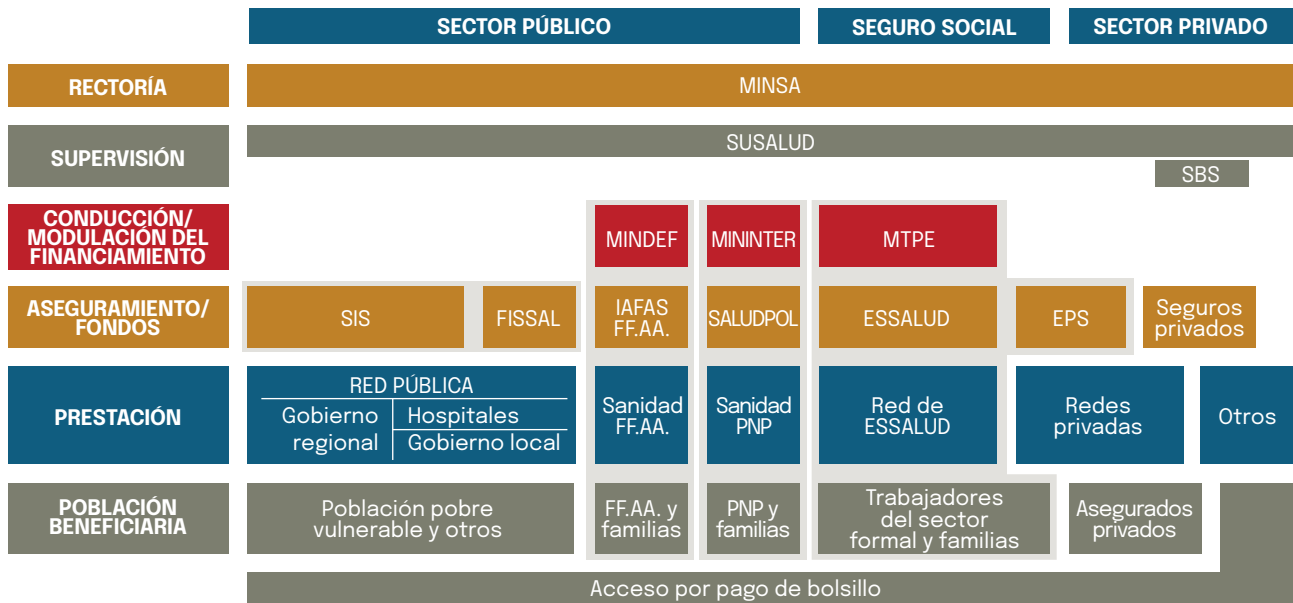 SECTOR PÚBLICO
SEGURO SOCIAL
SECTOR PRIVADO
RECTORÍA
MINSA
SUPERVISIÓN
SUSALUD
SBS
CONDUCCIÓN/
MODULACIÓN DEL
FINANCIAMIENTO
MINDEF
MININTER
MTPE
ASEGURAMIENTO/
FONDOS
SIS
FISSAL
IAFAS
FF.AA.
SALUDPOL
ESSALUD
EPS
Seguros
privados
PRESTACIÓN
RED PÚBLICA
Gobierno
regional
Hospitales
Gobierno local
Sanidad
FF.AA.
Sanidad
PNP
Red de
ESSALUD
Redes
privadas
Otros
POBLACIÓN
BENEFICIARIA
Población pobre
vulnerable y otros
FF.AA. y
familias
PNP y
familias
Trabajadores
del sector
formal y familias
Asegurados
privados
Acceso por pago de bolsillo